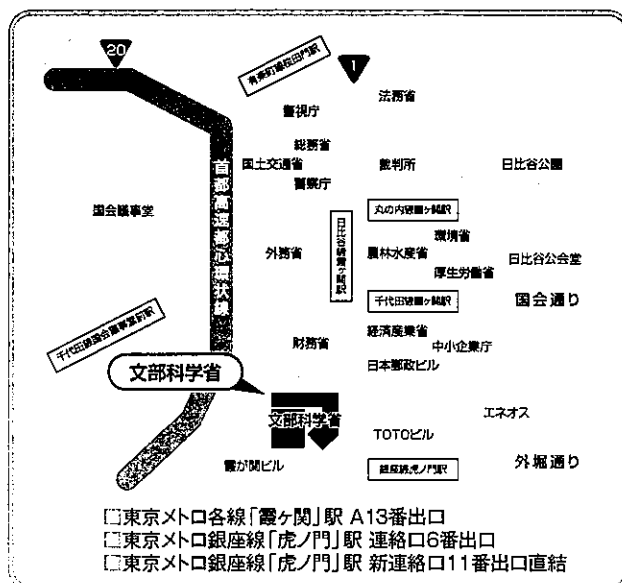 20
有楽町線桜田門駅
1
法務省
警視庁
総務省
国土交通省
裁判所
日比谷公園
警察庁
首都高速都心環状線
国会議事堂
丸の内線霞ヶ関駅
日比谷線霞ヶ関駅
環境省
外務省
農林水産省
日比谷公会堂
厚生労働省
千代田線霞ヶ関駅
国会通り
千代田線国会議事堂前駅
経済産業省
財務省
中小企業庁
日本郵政ビル
文部科学省
文部科学省
エネオス
TOTOビル
霞が関ビル
銀座線虎ノ門駅
外堀通り
東京メトロ各線「霞ヶ関」駅 A13番出口
東京メトロ銀座線「虎ノ門」駅 連絡口6番出口
東京メトロ銀座線「虎ノ門」駅 新連絡口11番出口直結